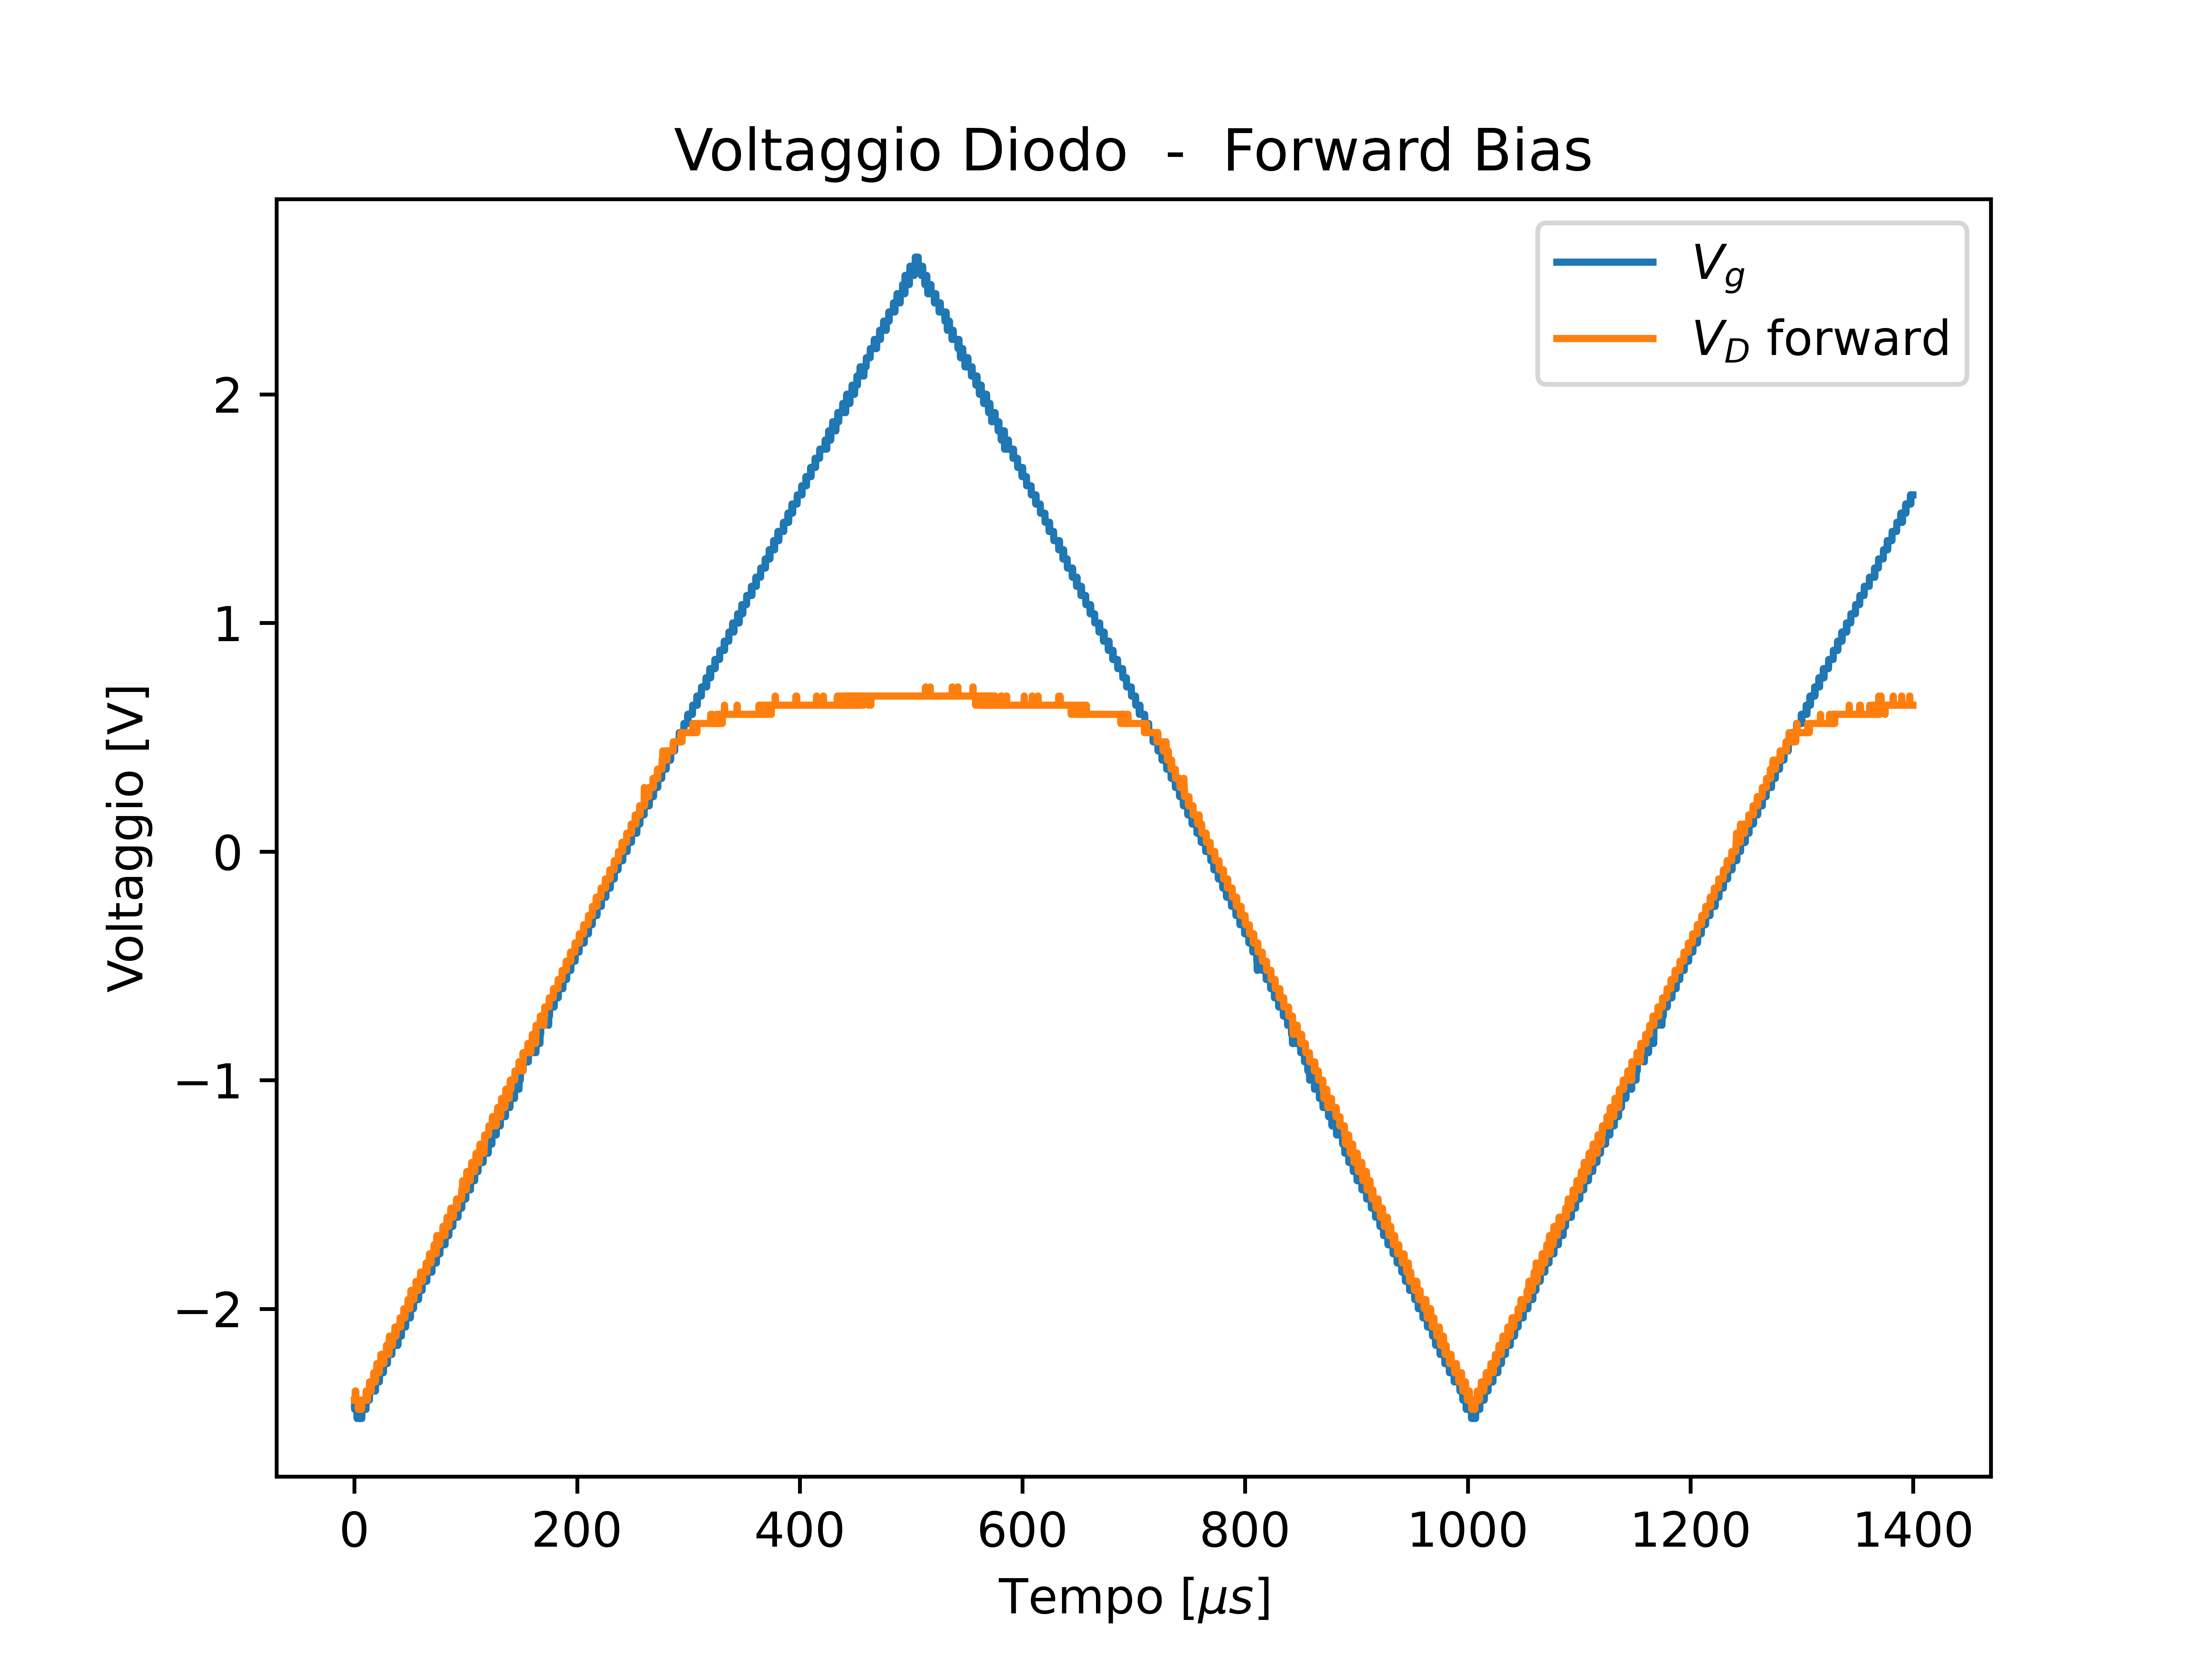 Voltaggio Diodo - Forward Bias
V_g
V_D forward
Voltaggio [V]
2
1
0
−1
−2
0 200 400 600 800 1000 1200 1400
Tempo [μs]